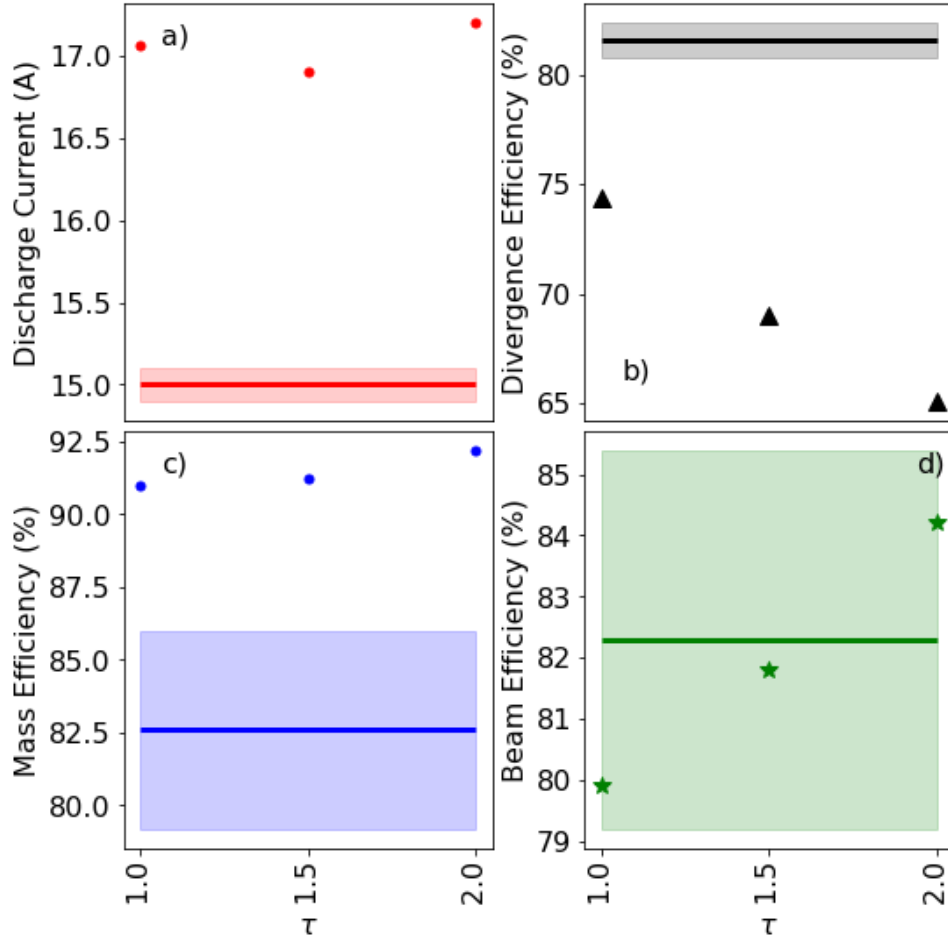 Discharge Current (A)
17.0
16.5
16.0
15.5
15.0
a)
Divergence Efficiency (%)
80
75
70
65
b)
Mass Efficiency (%)
92.5
90.0
87.5
85.0
82.5
80.0
c)
1.0
1.5
2.0
τ
Beam Efficiency (%)
85
84
83
82
81
80
79
d)
1.0
1.5
2.0
τ